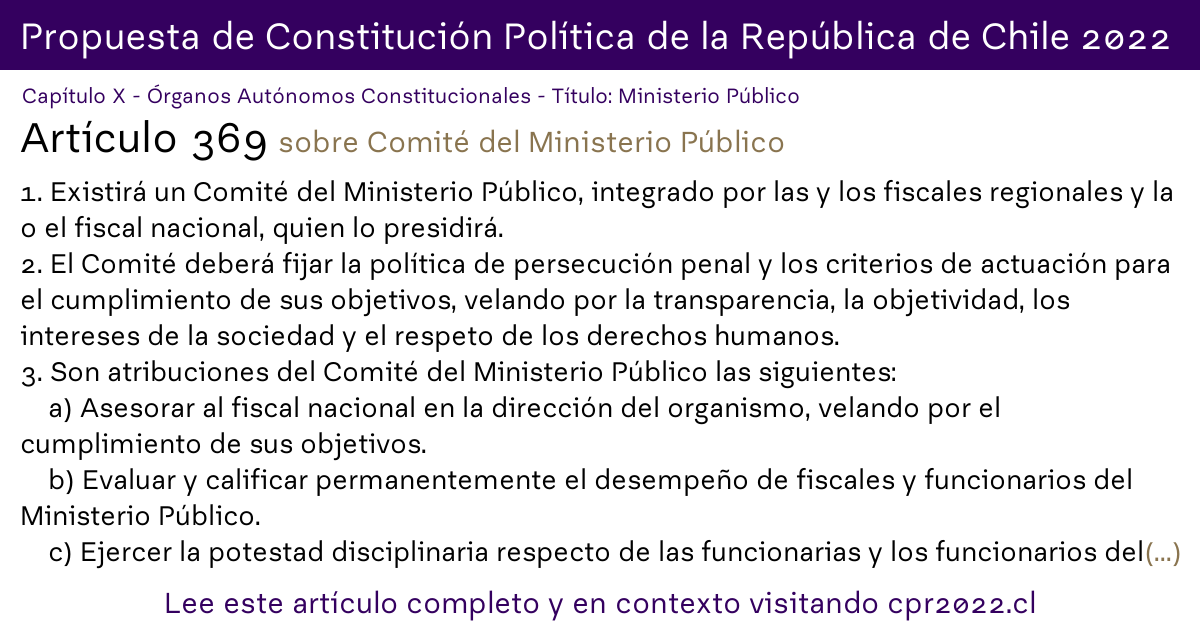 Propuesta de Constitución Política de la República de Chile 2022
Capítulo X - Órganos Autónomos Constitucionales - Título: Ministerio Público
Artículo 369 sobre Comité del Ministerio Público
1. Existirá un Comité del Ministerio Público, integrado por las y los fiscales regionales y la
o el fiscal nacional, quien lo presidirá.
2. El Comité deberá fijar la política de persecución penal y los criterios de actuación para
el cumplimiento de sus objetivos, velando por la transparencia, la objetividad, los
intereses de la sociedad y el respeto de los derechos humanos.
3. Son atribuciones del Comité del Ministerio Público las siguientes:
a) Asesorar al fiscal nacional en la dirección del organismo, velando por el
cumplimiento de sus objetivos.
b) Evaluar y calificar permanentemente el desempeño de fiscales y funcionarios del
Ministerio Público.
c) Ejercer la potestad disciplinaria respecto de las funcionarias y los funcionarios del(...)
Lee este artículo completo y en contexto visitando cpr2022.cl